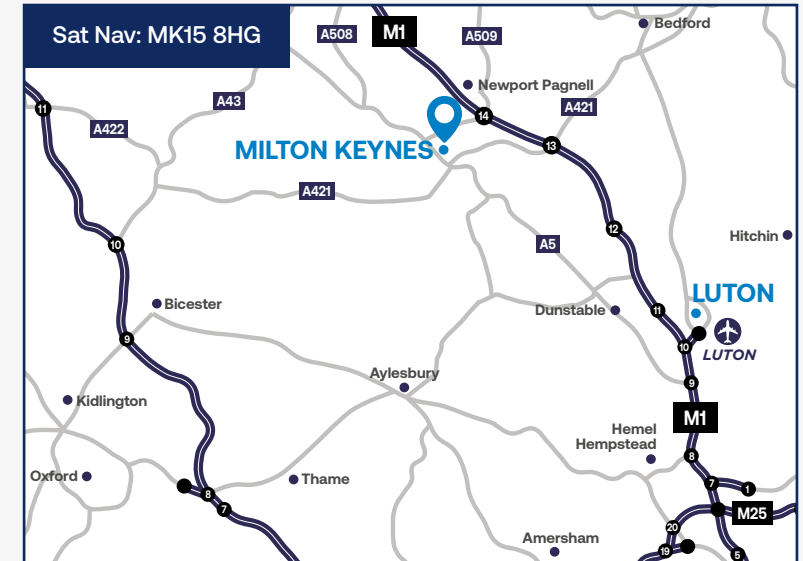 Sat Nav: MK15 8HG
A508
M1
A509
Bedford
Newport Pagnell
A43
A421
11
14
A422
13
MILTON KEYNES
A421
12
Hitchin
10
A5
LUTON
Bicester
Dunstable
11
9
10
LUTON
Aylesbury
9
Kidlington
M1
Hemel
Hempstead
8
Oxford
Thame
7
1
8
7
M25
20
Amersham
19
5